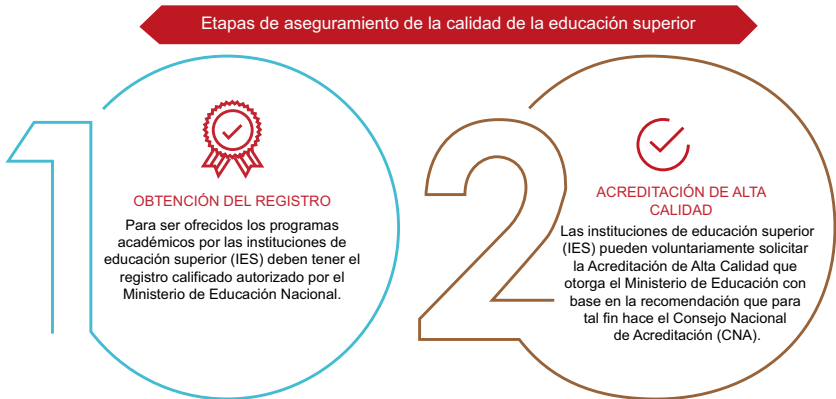 Etapas de aseguramiento de la calidad de la educación superior
1
OBTENCIÓN DEL REGISTRO
Para ser ofrecidos los programas
académicos por las instituciones de
educación superior (IES) deben tener el
registro calificado autorizado por el
Ministerio de Educación Nacional.
2
ACREDITACIÓN DE ALTA
CALIDAD
Las instituciones de educación superior
(IES) pueden voluntariamente solicitar
la Acreditación de Alta Calidad que
otorga el Ministerio de Educación con
base en la recomendación que para
tal fin hace el Consejo Nacional
de Acreditación (CNA).